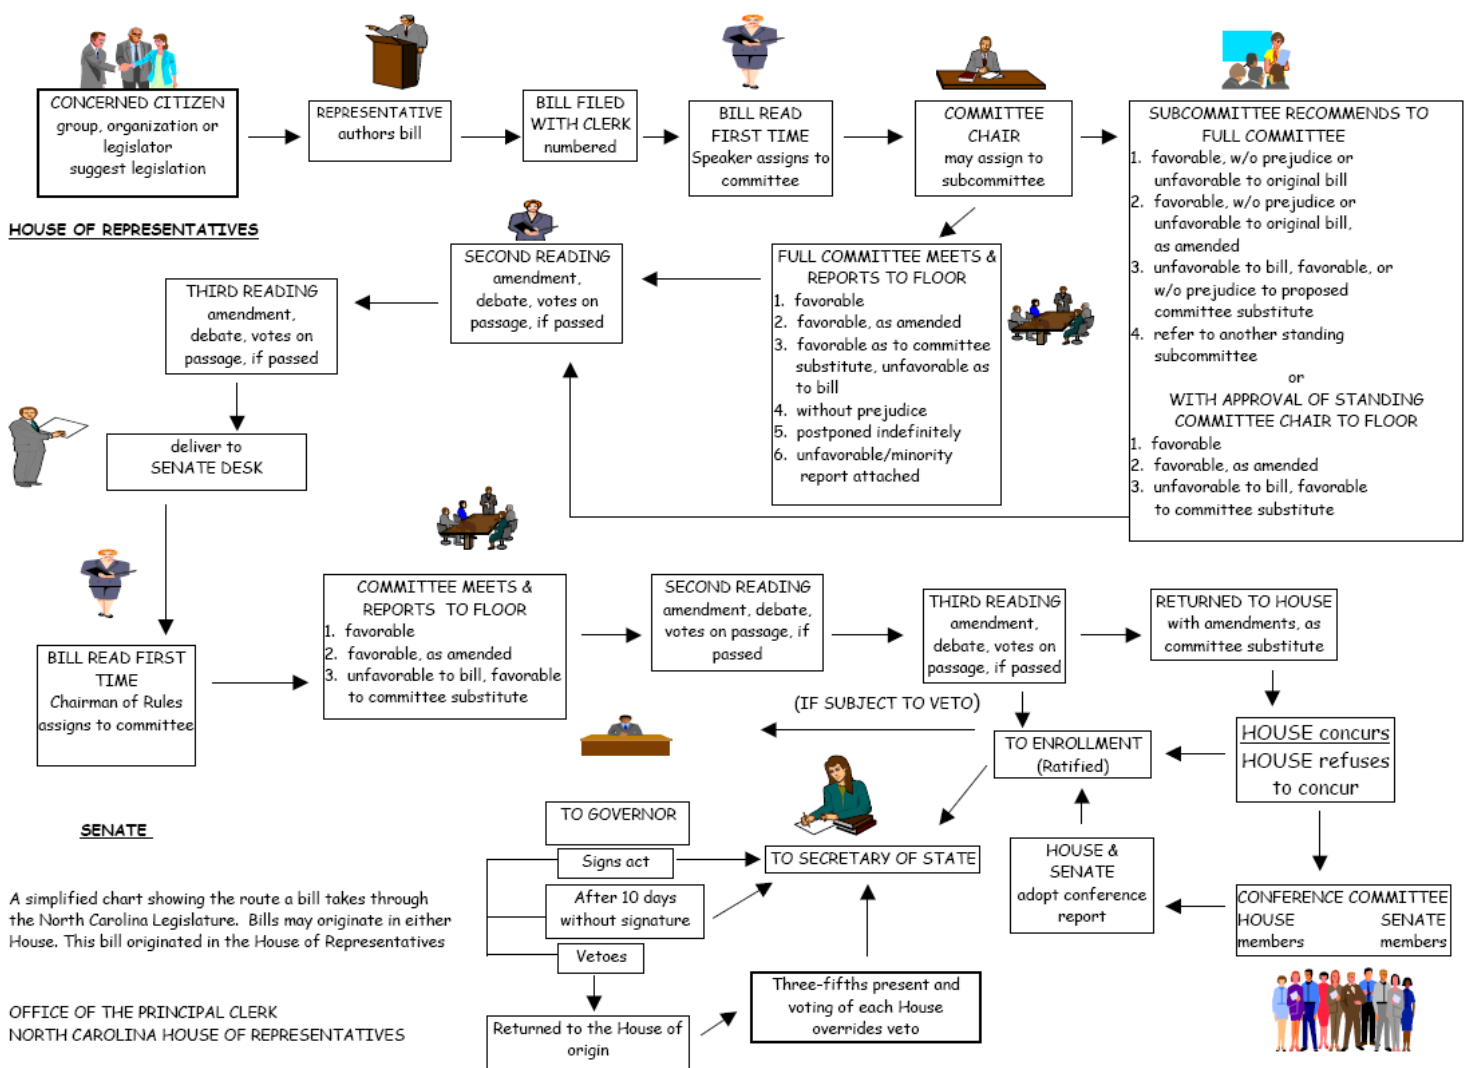 CONCERNED CITIZEN
group, organization or
legislator
suggest legislation
REPRESENTATIVE
authors bill
BILL FILED
WITH CLERK
numbered
BILL READ
FIRST TIME
Speaker assigns to
committee
COMMITTEE
CHAIR
may assign to
subcommittee
SUBCOMMITTEE RECOMMENDS TO
FULL COMMITTEE
1. favorable, w/o prejudice or
unfavorable to original bill
2. favorable, w/o prejudice or
unfavorable to original bill,
as amended
3. unfavorable to bill, favorable, or
w/o prejudice to proposed
committee substitute
4. refer to another standing
subcommittee
or
WITH APPROVAL OF STANDING
COMMITTEE CHAIR TO FLOOR
1. favorable
2. favorable, as amended
3. unfavorable to bill, favorable
to committee substitute
HOUSE OF REPRESENTATIVES
FULL COMMITTEE MEETS &
REPORTS TO FLOOR
1. favorable
2. favorable, as amended
3. favorable as to committee
substitute, unfavorable as
to bill
4. without prejudice
5. postponed indefinitely
6. unfavorable/minority
report attached
SECOND READING
amendment,
debate, votes on
passage, if passed
THIRD READING
amendment,
debate, votes on
passage, if passed
deliver to
SENATE DESK
BILL READ FIRST
TIME
Chairman of Rules
assigns to committee
COMMITTEE MEETS &
REPORTS TO FLOOR
1. favorable
2. favorable, as amended
3. unfavorable to bill, favorable
to committee substitute
SECOND READING
amendment, debate,
votes on passage, if
passed
THIRD READING
amendment,
debate, votes on
passage, if passed
RETURNED TO HOUSE
with amendments, as
committee substitute
(IF SUBJECT TO VETO)
TO ENROLLMENT
(Ratified)
HOUSE concurs
HOUSE refuses
to concur
SENATE
TO GOVERNOR
Signs act
After 10 days
without signature
Vetoes
Returned to the House of
origin
TO SECRETARY OF STATE
Three-fifths present and
voting of each House
overrides veto
HOUSE &
SENATE
adopt conference
report
CONFERENCE COMMITTEE
HOUSE SENATE
members members
A simplified chart showing the route a bill takes through
the North Carolina Legislature. Bills may originate in either
House. This bill originated in the House of Representatives
OFFICE OF THE PRINCIPAL CLERK
NORTH CAROLINA HOUSE OF REPRESENTATIVES